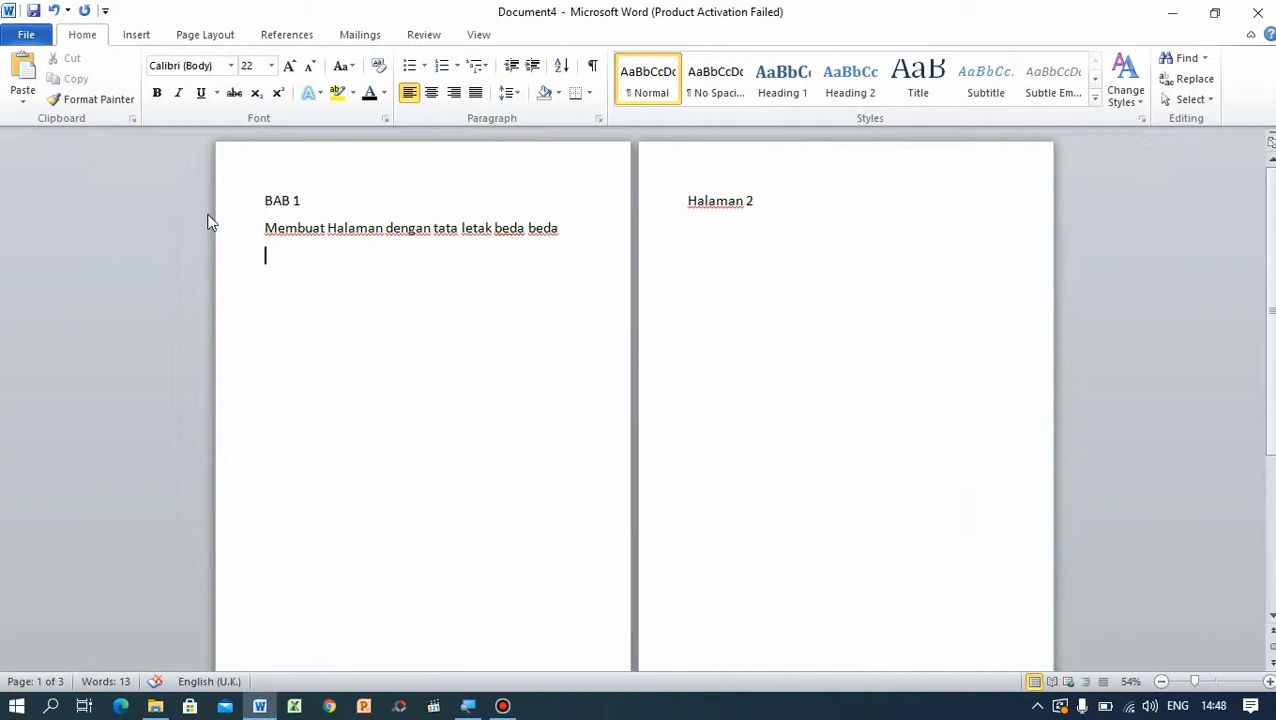 Document4 - Microsoft Word (Product Activation Failed)
File Home Insert Page Layout References Mailings Review View
Cut
Copy
Format Painter
Paste
Clipboard
Calibri (Body) 22
Font
Paragraph
AaBbCcDc AaBbCcDc AaBbC AaBbCc AaB AaBbCc. AaBbCcDc
¶ Normal ¶ No Spaci... Heading 1 Heading 2 Title Subtitle Subtle Em...
Change Styles
Styles
Find
Replace
Select
Editing
BAB 1
Membuat Halaman dengan tata letak beda beda
Halaman 2
Page: 1 of 3 Words: 13 English (U.K.) 54%
ENG 14:48